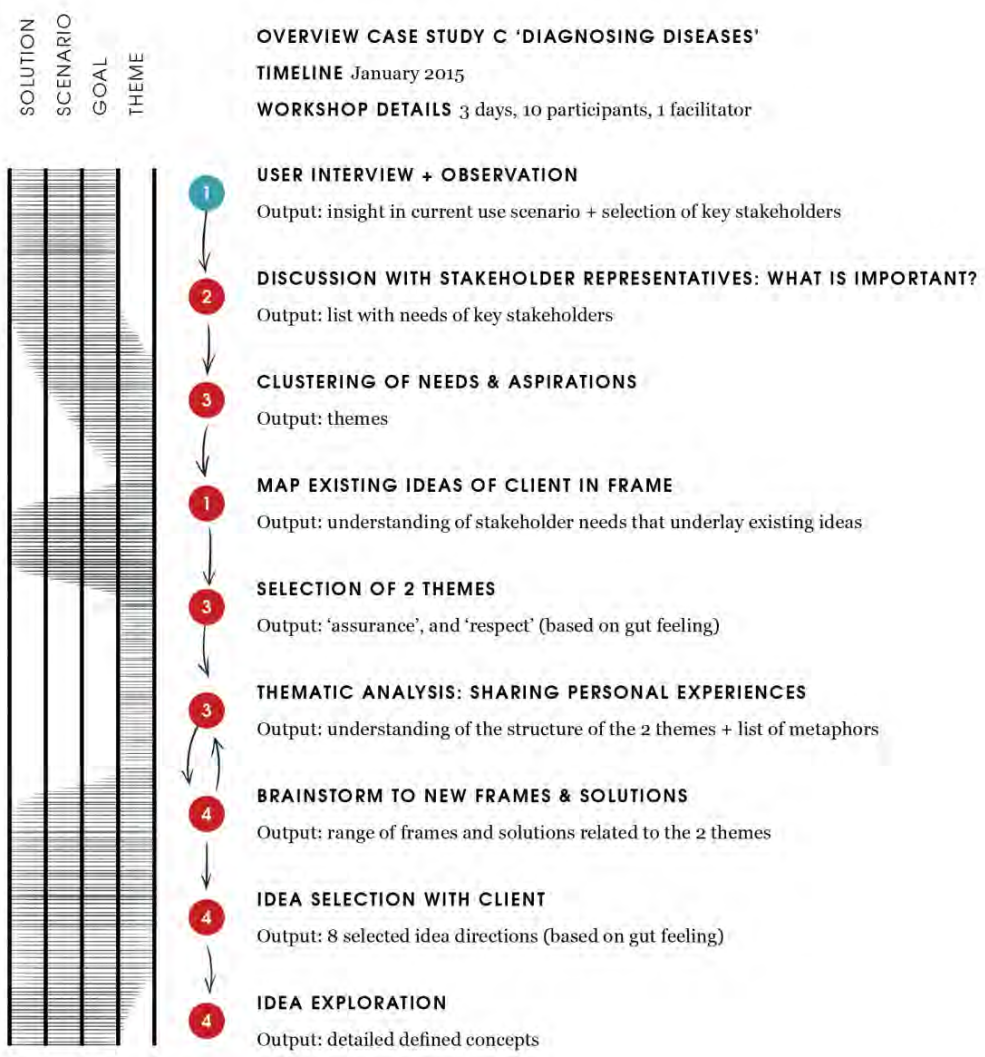 SOLUTION
SCENARIO
GOAL
THEME
OVERVIEW CASE STUDY C ‘DIAGNOSING DISEASES’
TIMELINE January 2015
WORKSHOP DETAILS 3 days, 10 participants, 1 facilitator
1
USER INTERVIEW + OBSERVATION
Output: insight in current use scenario + selection of key stakeholders
2
DISCUSSION WITH STAKEHOLDER REPRESENTATIVES: WHAT IS IMPORTANT?
Output: list with needs of key stakeholders
3
CLUSTERING OF NEEDS & ASPIRATIONS
Output: themes
1
MAP EXISTING IDEAS OF CLIENT IN FRAME
Output: understanding of stakeholder needs that underlay existing ideas
3
SELECTION OF 2 THEMES
Output: ‘assurance’, and ‘respect’ (based on gut feeling)
3
THEMATIC ANALYSIS: SHARING PERSONAL EXPERIENCES
Output: understanding of the structure of the 2 themes + list of metaphors
4
BRAINSTORM TO NEW FRAMES & SOLUTIONS
Output: range of frames and solutions related to the 2 themes
4
IDEA SELECTION WITH CLIENT
Output: 8 selected idea directions (based on gut feeling)
4
IDEA EXPLORATION
Output: detailed defined concepts